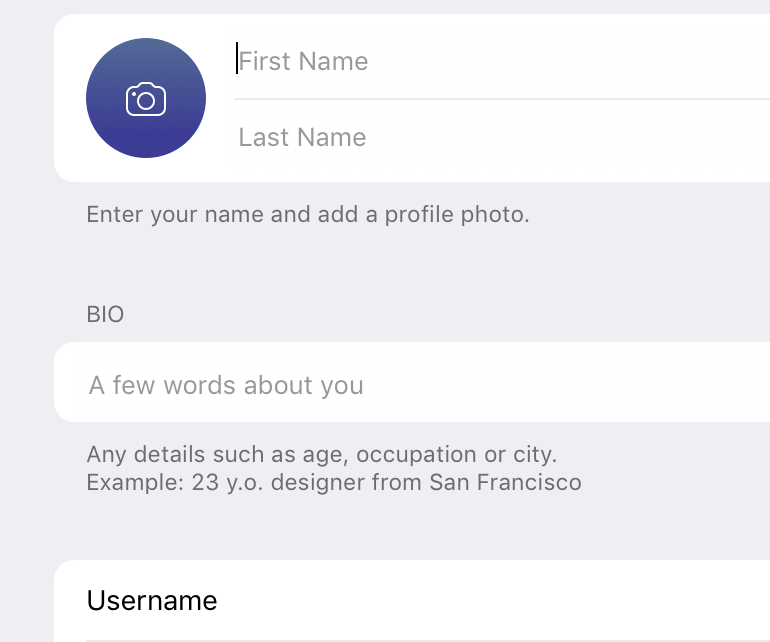 First Name
Last Name
Enter your name and add a profile photo.
BIO
A few words about you
Any details such as age, occupation or city.
Example: 23 y.o. designer from San Francisco
Username